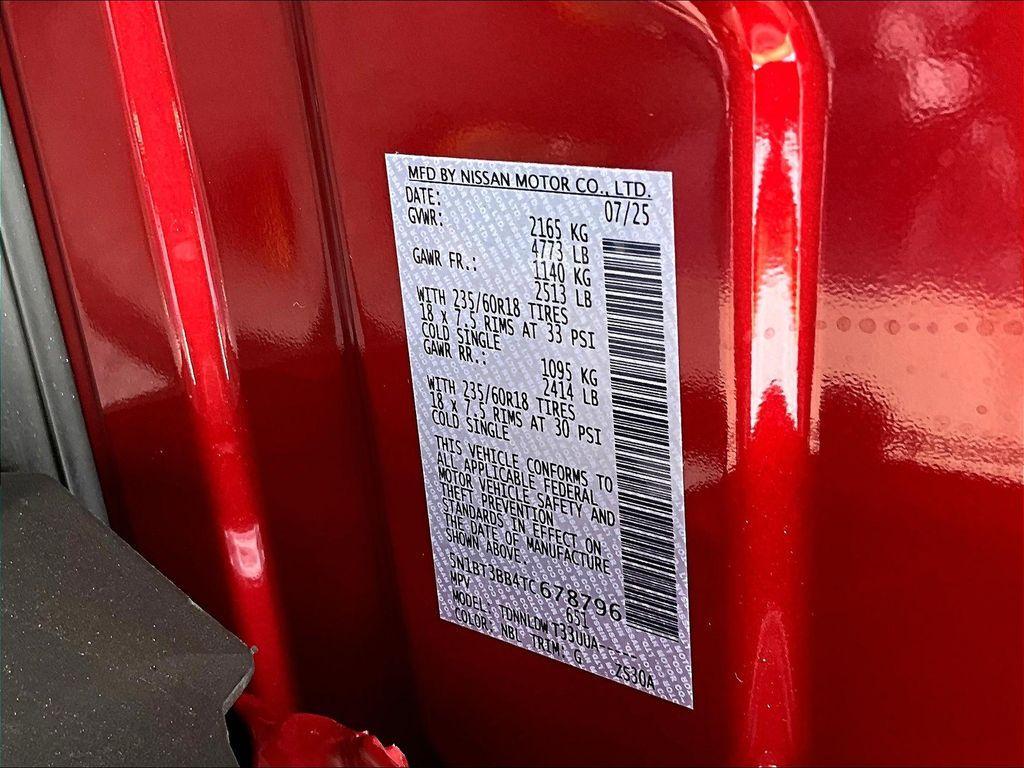 MFD BY NISSAN MOTOR CO., LTD.
DATE: 07/25
GVWR: 2165 KG
4773 LB
GAWR FR.: 1140 KG
2513 LB
WITH 235/60R18 TIRES
18 X 7.5 RIMS AT 33 PSI
COLD SINGLE
GAWR RR.: 1095 KG
2414 LB
WITH 235/60R18 TIRES
18 X 7.5 RIMS AT 30 PSI
COLD SINGLE
THIS VEHICLE CONFORMS TO
ALL APPLICABLE FEDERAL
MOTOR VEHICLE SAFETY AND
THEFT PREVENTION
STANDARDS IN EFFECT ON
THE DATE OF MANUFACTURE
SHOWN ABOVE.
5N1BT3BB4TC678796
MPV 651
MODEL: TDNNLDW T33UUA-----
COLOR: NBL TRIM: G Z530A